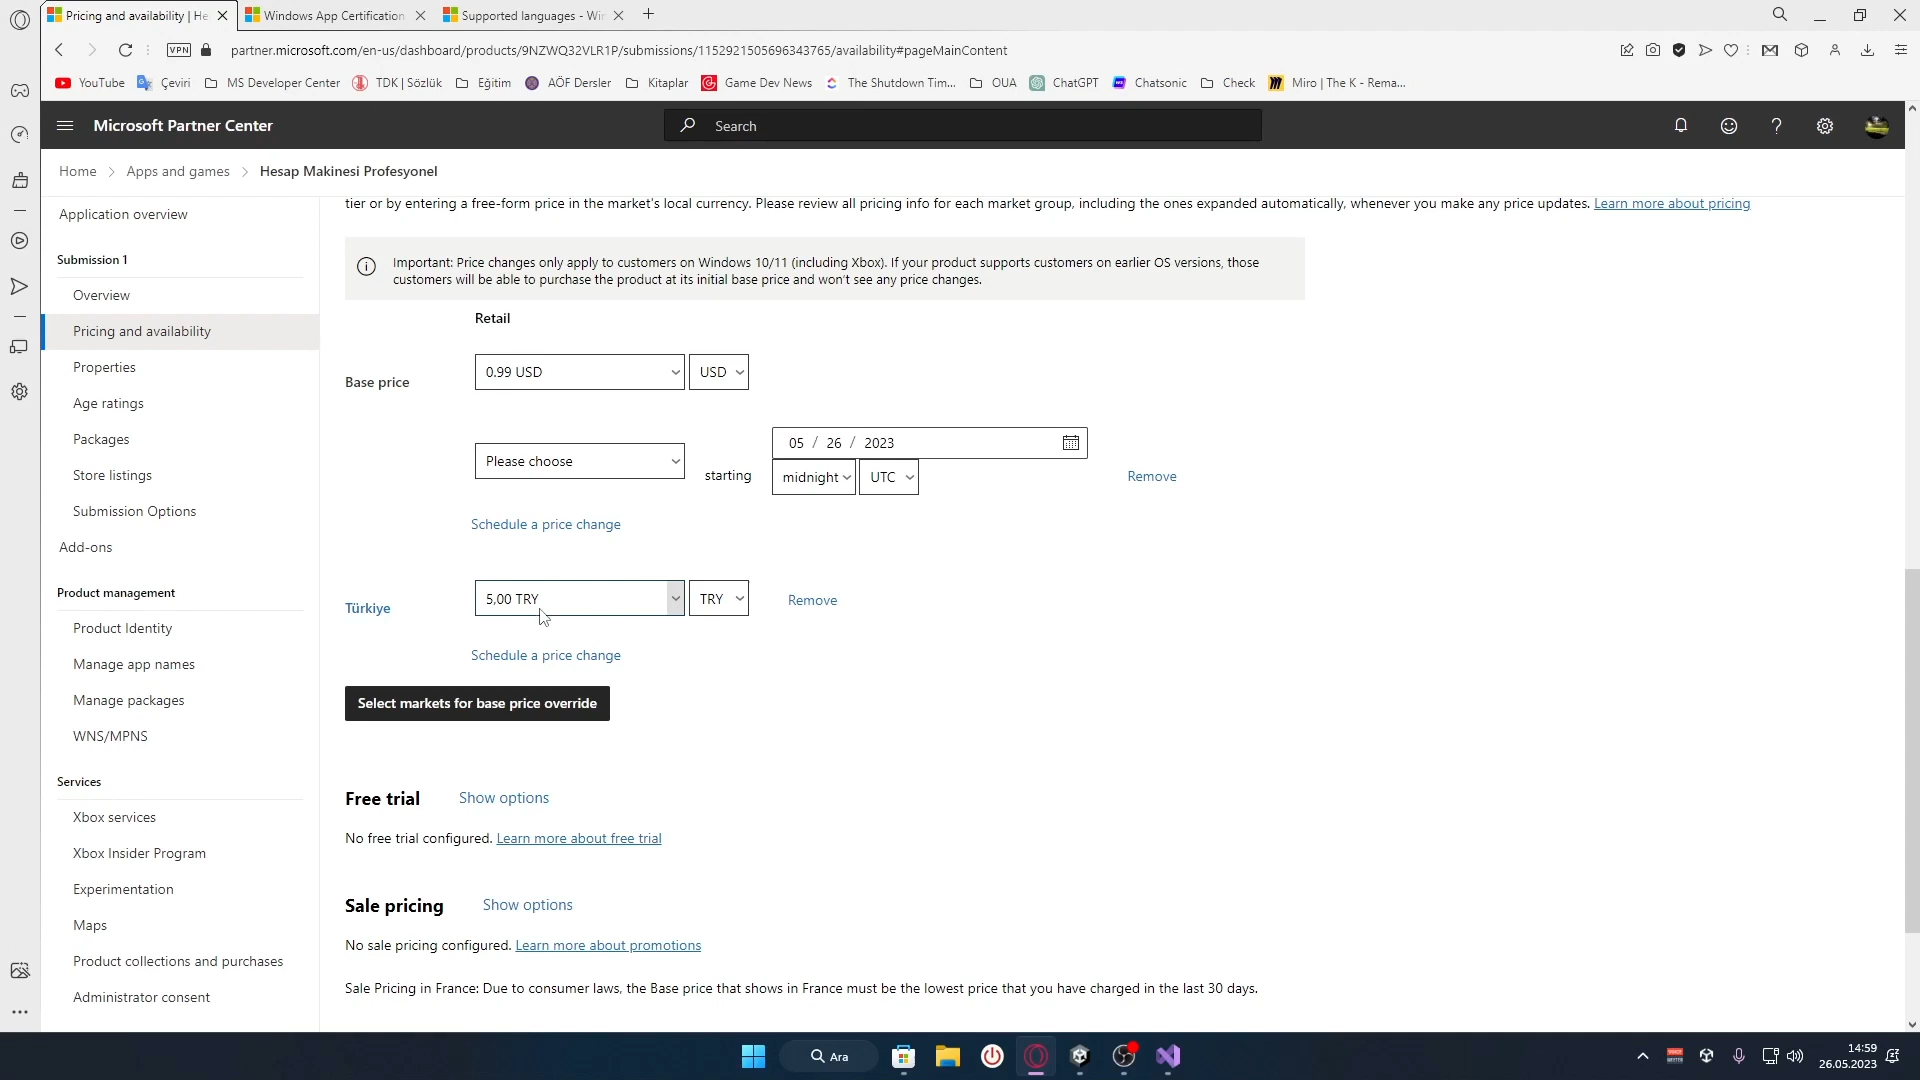 Pricing and availability | He
Windows App Certification
Supported languages - Wi
VPN
partner.microsoft.com/en-us/dashboard/products/9NZWQ32VLR1P/submissions/1152921505696343765/availability#pageMainContent
YouTube
Çeviri
MS Developer Center
TDK | Sözlük
Eğitim
AÖF Dersler
Kitaplar
Game Dev News
The Shutdown Tim...
OUA
ChatGPT
Chatsonic
Check
Miro | The K - Rema...
Microsoft Partner Center
Search
Home
Apps and games
Hesap Makinesi Profesyonel
Application overview
Submission 1
Overview
Pricing and availability
Properties
Age ratings
Packages
Store listings
Submission Options
Add-ons
Product management
Product Identity
Manage app names
Manage packages
WNS/MPNS
Services
Xbox services
Xbox Insider Program
Experimentation
Maps
Product collections and purchases
Administrator consent
tier or by entering a free-form price in the market's local currency. Please review all pricing info for each market group, including the ones expanded automatically, whenever you make any price updates. Learn more about pricing
Important: Price changes only apply to customers on Windows 10/11 (including Xbox). If your product supports customers on earlier OS versions, those
customers will be able to purchase the product at its initial base price and won't see any price changes.
Retail
Base price
0.99 USD
USD
Please choose
starting
05 / 26 / 2023
midnight
UTC
Remove
Schedule a price change
Türkiye
5,00 TRY
TRY
Remove
Schedule a price change
Select markets for base price override
Free trial
Show options
No free trial configured. Learn more about free trial
Sale pricing
Show options
No sale pricing configured. Learn more about promotions
Sale Pricing in France: Due to consumer laws, the Base price that shows in France must be the lowest price that you have charged in the last 30 days.
Ara
14:59
26.05.2023